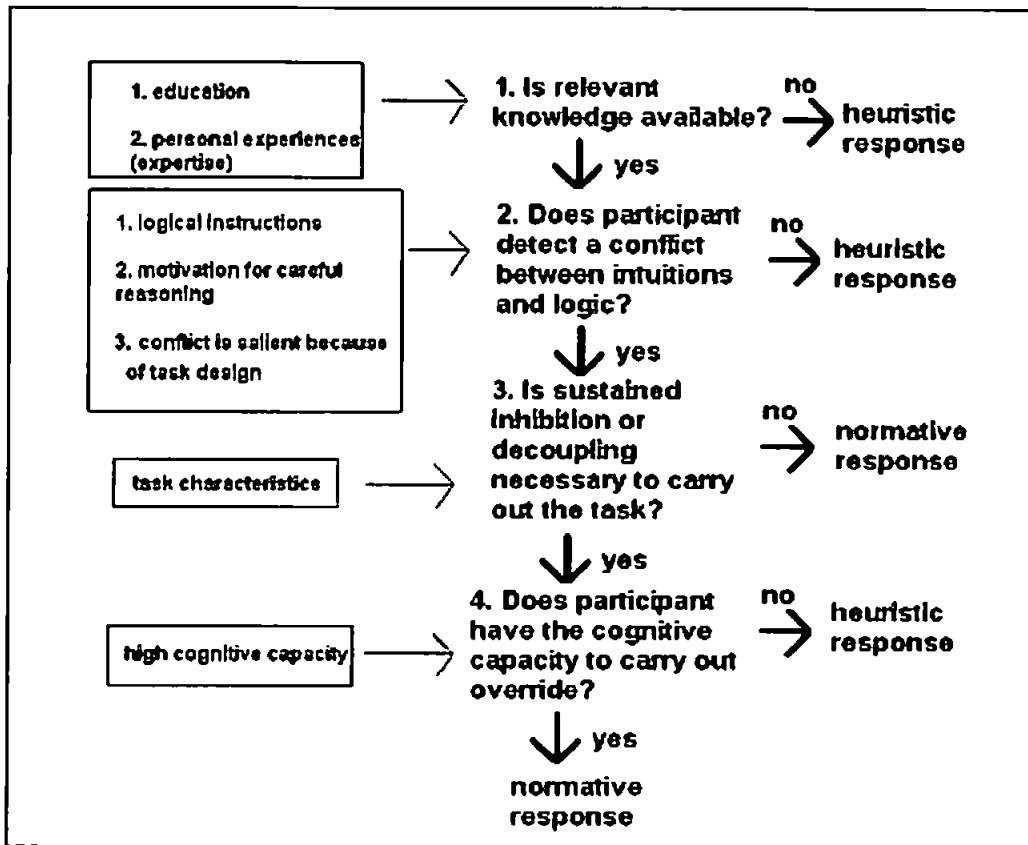 1. education
2. personal experiences
(expertise)
1. Is relevant
knowledge available?
no
heuristic
response
yes
1. logical instructions
2. motivation for careful
reasoning
3. conflict is salient because
of task design
2. Does participant
detect a conflict
between intuitions
and logic?
no
heuristic
response
yes
task characteristics
3. Is sustained
inhibition or
decoupling
necessary to carry
out the task?
no
normative
response
yes
high cognitive capacity
4. Does participant
have the cognitive
capacity to carry out
override?
no
heuristic
response
yes
normative
response